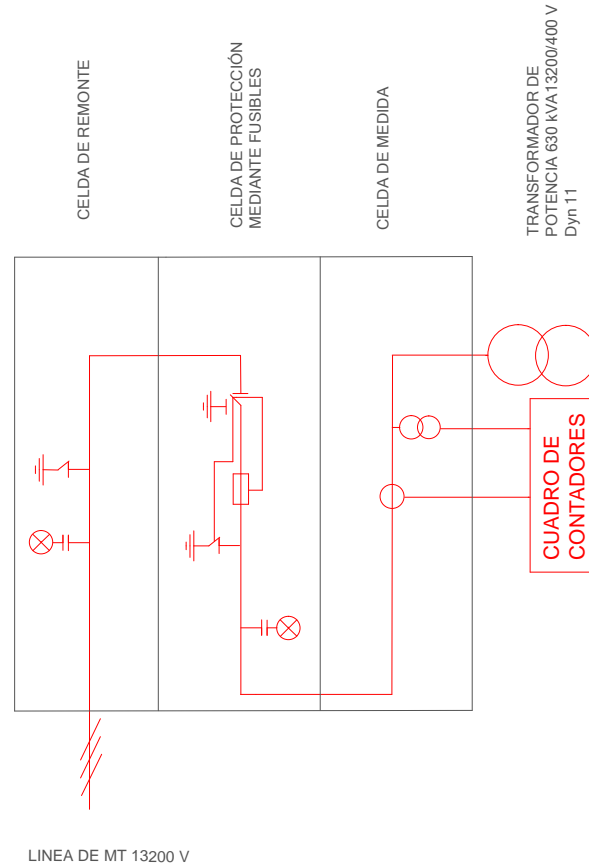 CELDA DE REMONTE
CELDA DE PROTECCIÓN
MEDIANTE FUSIBLES
CELDA DE MEDIDA
TRANSFORMADOR DE
POTENCIA 630 kVA13200/400 V
Dyn 11
CUADRO DE
CONTADORES
LINEA DE MT 13200 V